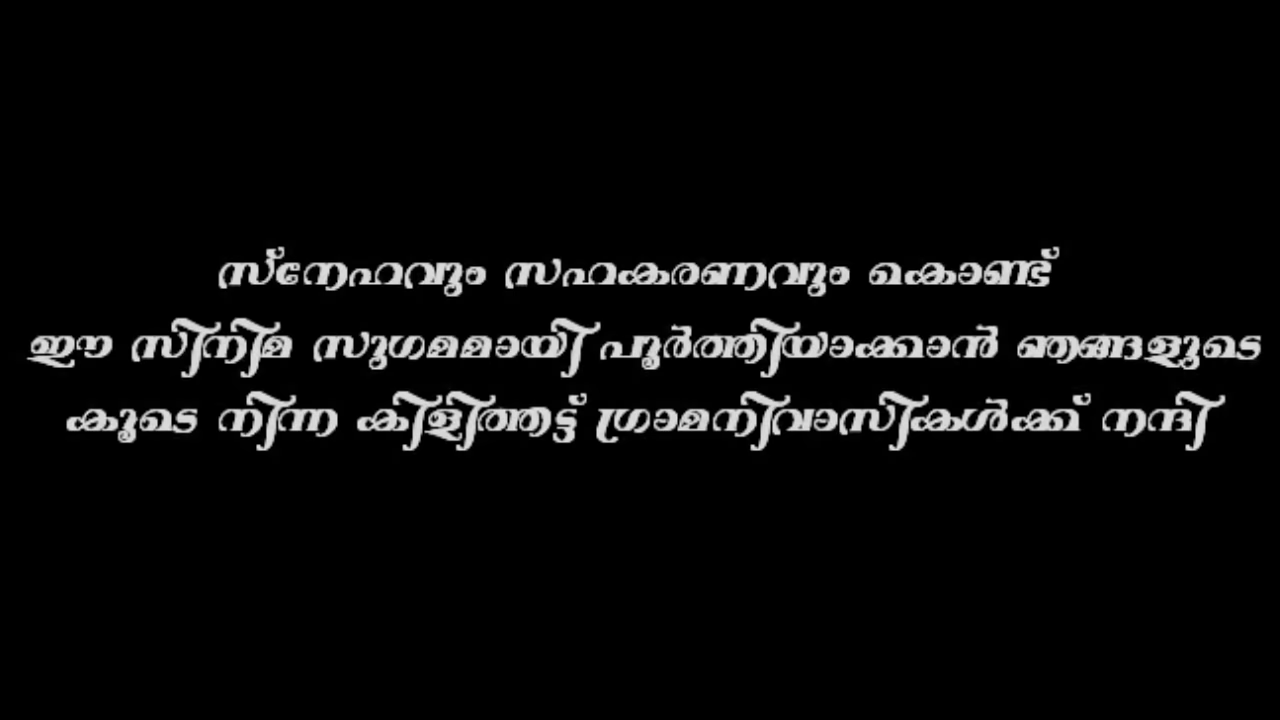 സ്നേഹവും സഹകരണവും കൊണ്ട്
ഈ സിനിമ സുഗമമായി പൂർത്തിയാക്കാൻ ഞങ്ങളുടെ
കൂടെ നിന്ന കിളിത്തട്ട് ഗ്രാമനിവാസികൾക്ക് നന്ദി